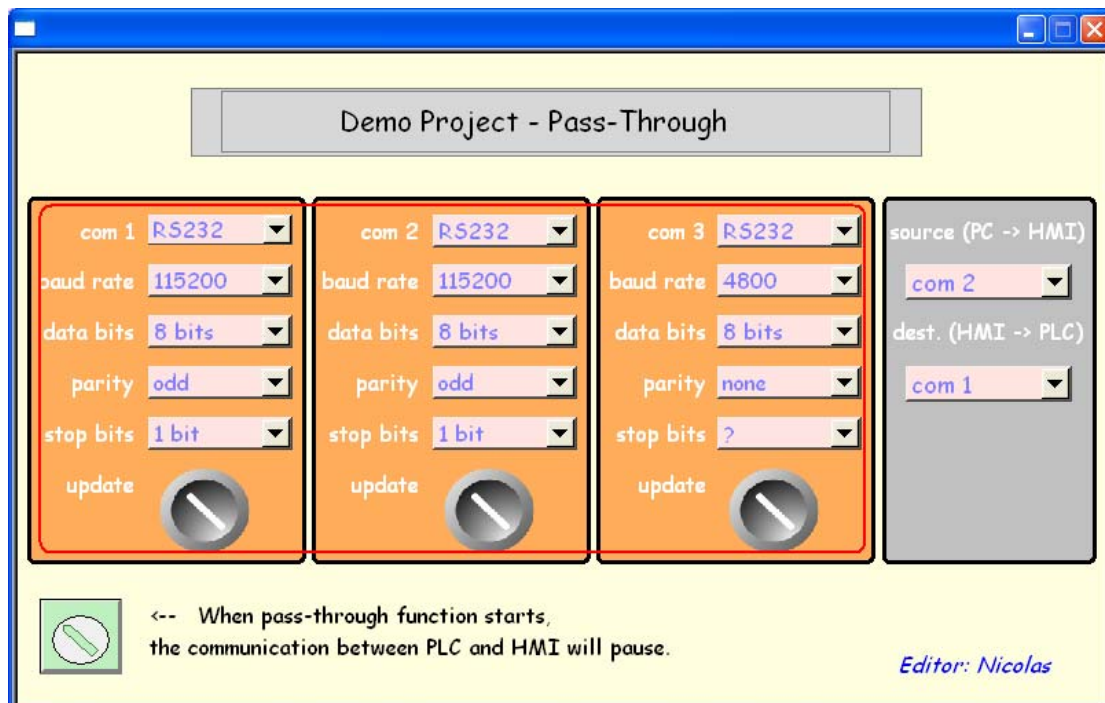 Demo Project - Pass-Through
com 1 RS232
baud rate 115200
data bits 8 bits
parity odd
stop bits 1 bit
update
com 2 RS232
baud rate 115200
data bits 8 bits
parity odd
stop bits 1 bit
update
com 3 RS232
baud rate 4800
data bits 8 bits
parity none
stop bits ?
update
source (PC -> HMI)
com 2
dest. (HMI -> PLC)
com 1
<-- When pass-through function starts,
the communication between PLC and HMI will pause.
Editor: Nicolas